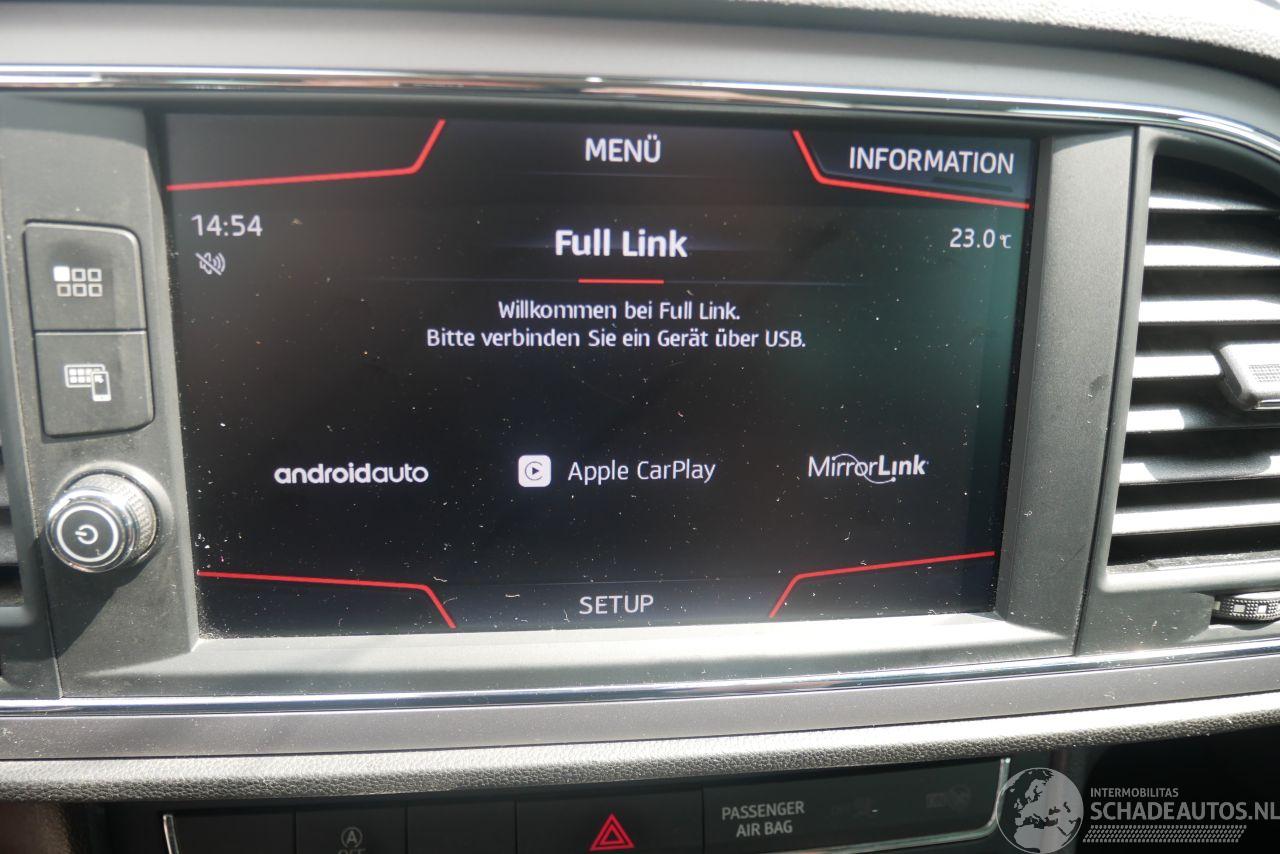 MENÜ
INFORMATION
14:54
23.0 °C
Full Link
Willkommen bei Full Link.
Bitte verbinden Sie ein Gerät über USB.
androidauto
Apple CarPlay
MirrorLink
SETUP
PASSENGER
AIR BAG
A
OFF
INTERMOBILITAS
SCHADEAUTOS.NL